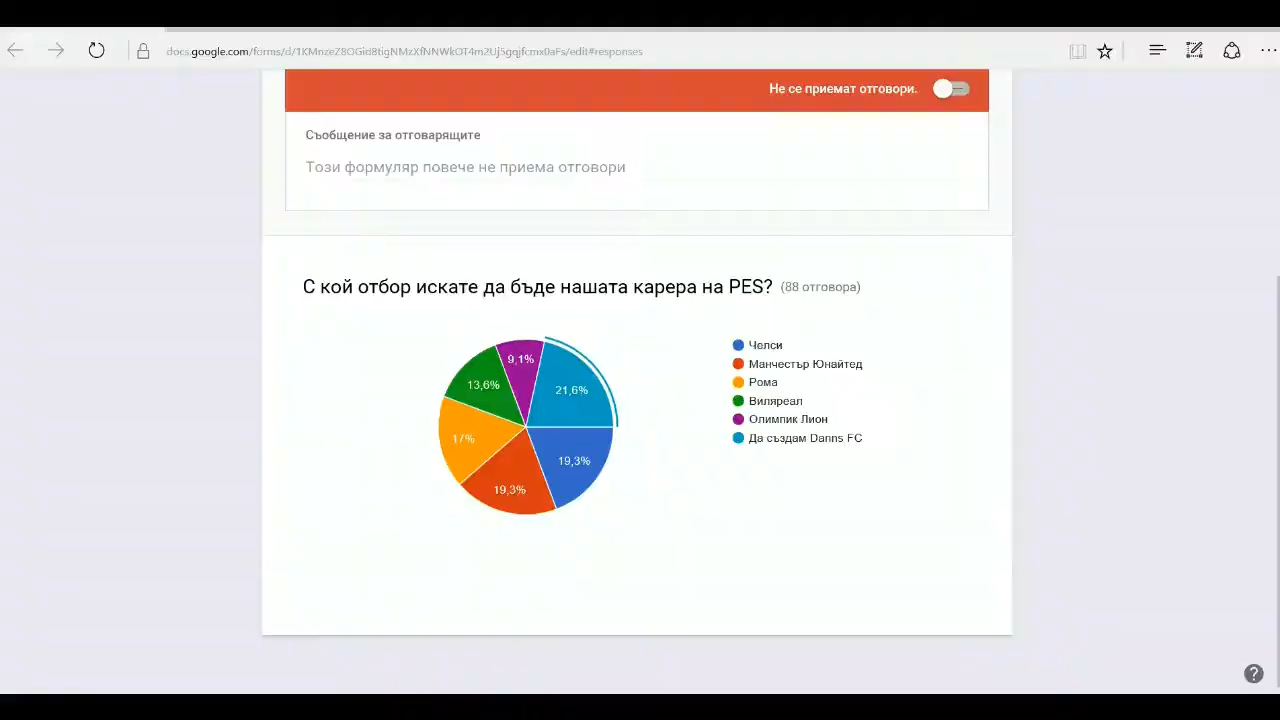 docs.google.com/forms/d/1KMnzeZ8OGid8tigNMzXfNNWkOT4m2Uj5gqjfcmx0aFs/edit#responses
Не се приемат отговори.
Съобщение за отговарящите
Този формуляр повече не приема отговори
С кой отбор искате да бъде нашата карера на PES? (88 отговора)
9,1%
13,6%
21,6%
17%
19,3%
19,3%
Челси
Манчестър Юнайтед
Рома
Виляреал
Олимпик Лион
Да създам Danns FC